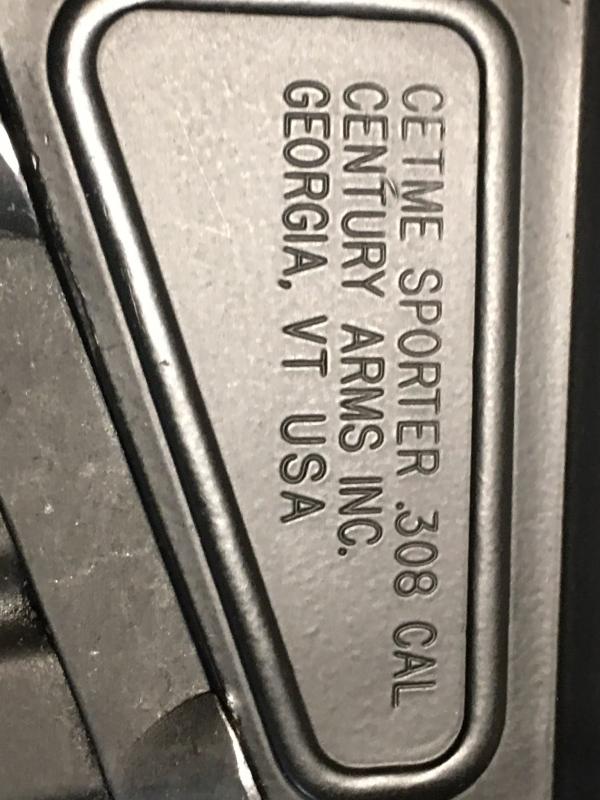 CETME SPORTER .308 CAL
CENTURY ARMS INC.
GEORGIA, VT USA